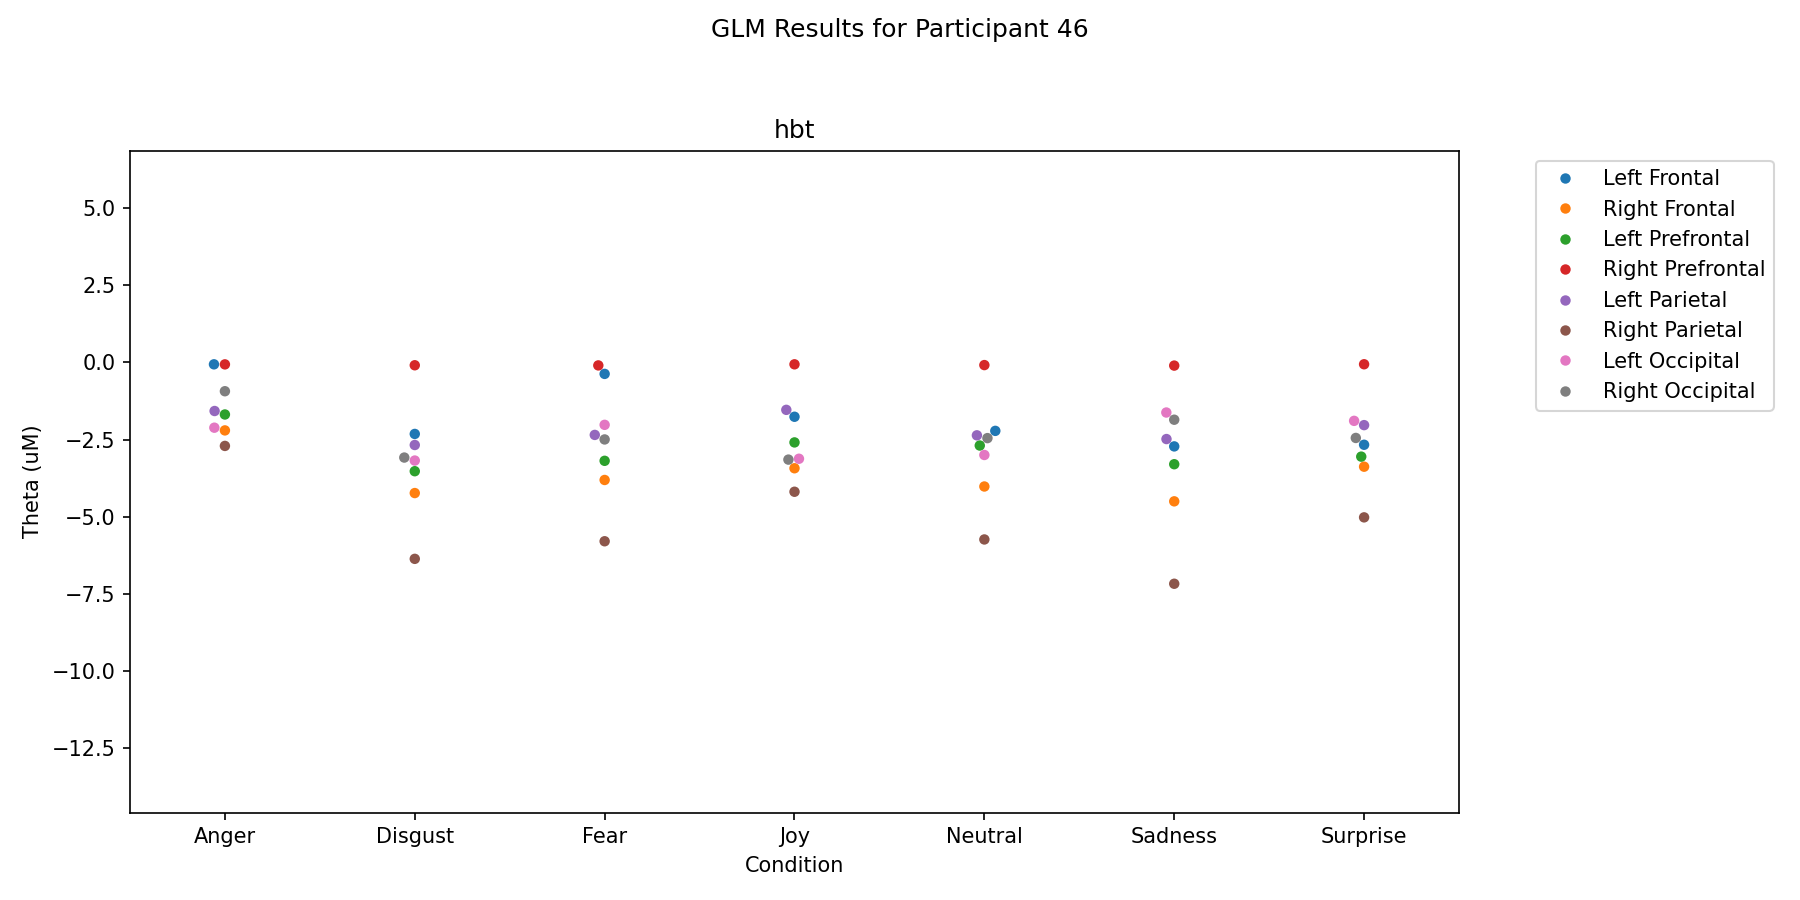 GLM Results for Participant 46
hbt
5.0
2.5
0.0
−2.5
−5.0
−7.5
−10.0
−12.5
Theta (uM)
Anger Disgust Fear Joy Neutral Sadness Surprise
Condition
Left Frontal
Right Frontal
Left Prefrontal
Right Prefrontal
Left Parietal
Right Parietal
Left Occipital
Right Occipital